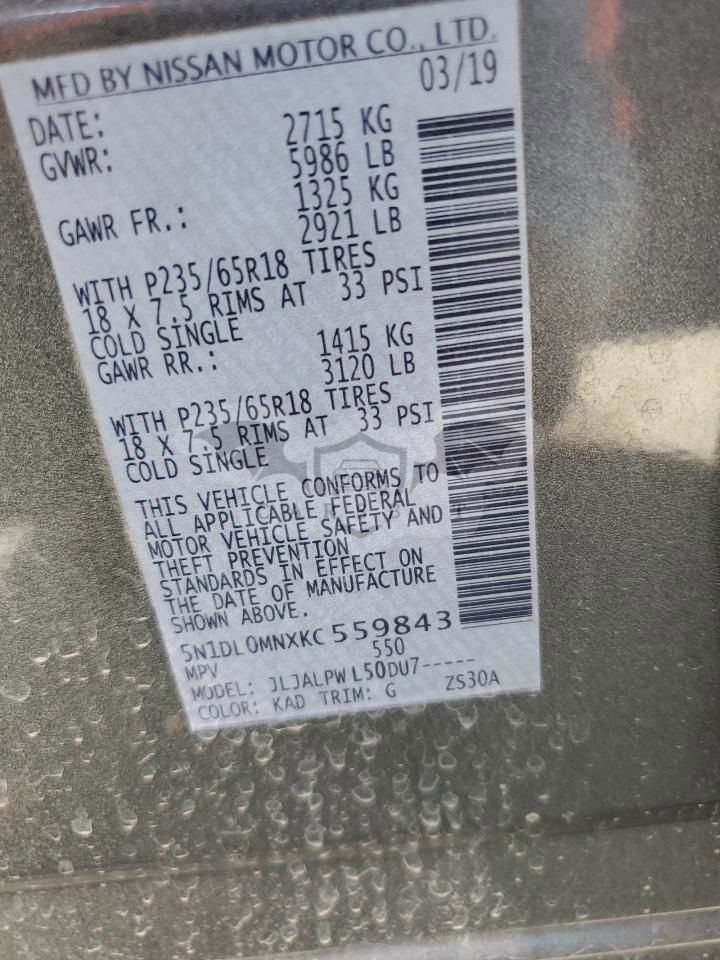 MFD BY NISSAN MOTOR CO., LTD.
DATE: 03/19
GVWR: 2715 KG
5986 LB
GAWR FR.: 1325 KG
2921 LB
WITH P235/65R18 TIRES
18 X 7.5 RIMS AT 33 PSI
COLD SINGLE
GAWR RR.: 1415 KG
3120 LB
WITH P235/65R18 TIRES
18 X 7.5 RIMS AT 33 PSI
COLD SINGLE
THIS VEHICLE CONFORMS TO
ALL APPLICABLE FEDERAL
MOTOR VEHICLE SAFETY AND
THEFT PREVENTION
STANDARDS IN EFFECT ON
THE DATE OF MANUFACTURE
SHOWN ABOVE.
5N1DL0MNXKC 559843
MPV 550
MODEL: JLJALPW L50DU7-----
COLOR: KAD TRIM: G ZS30A